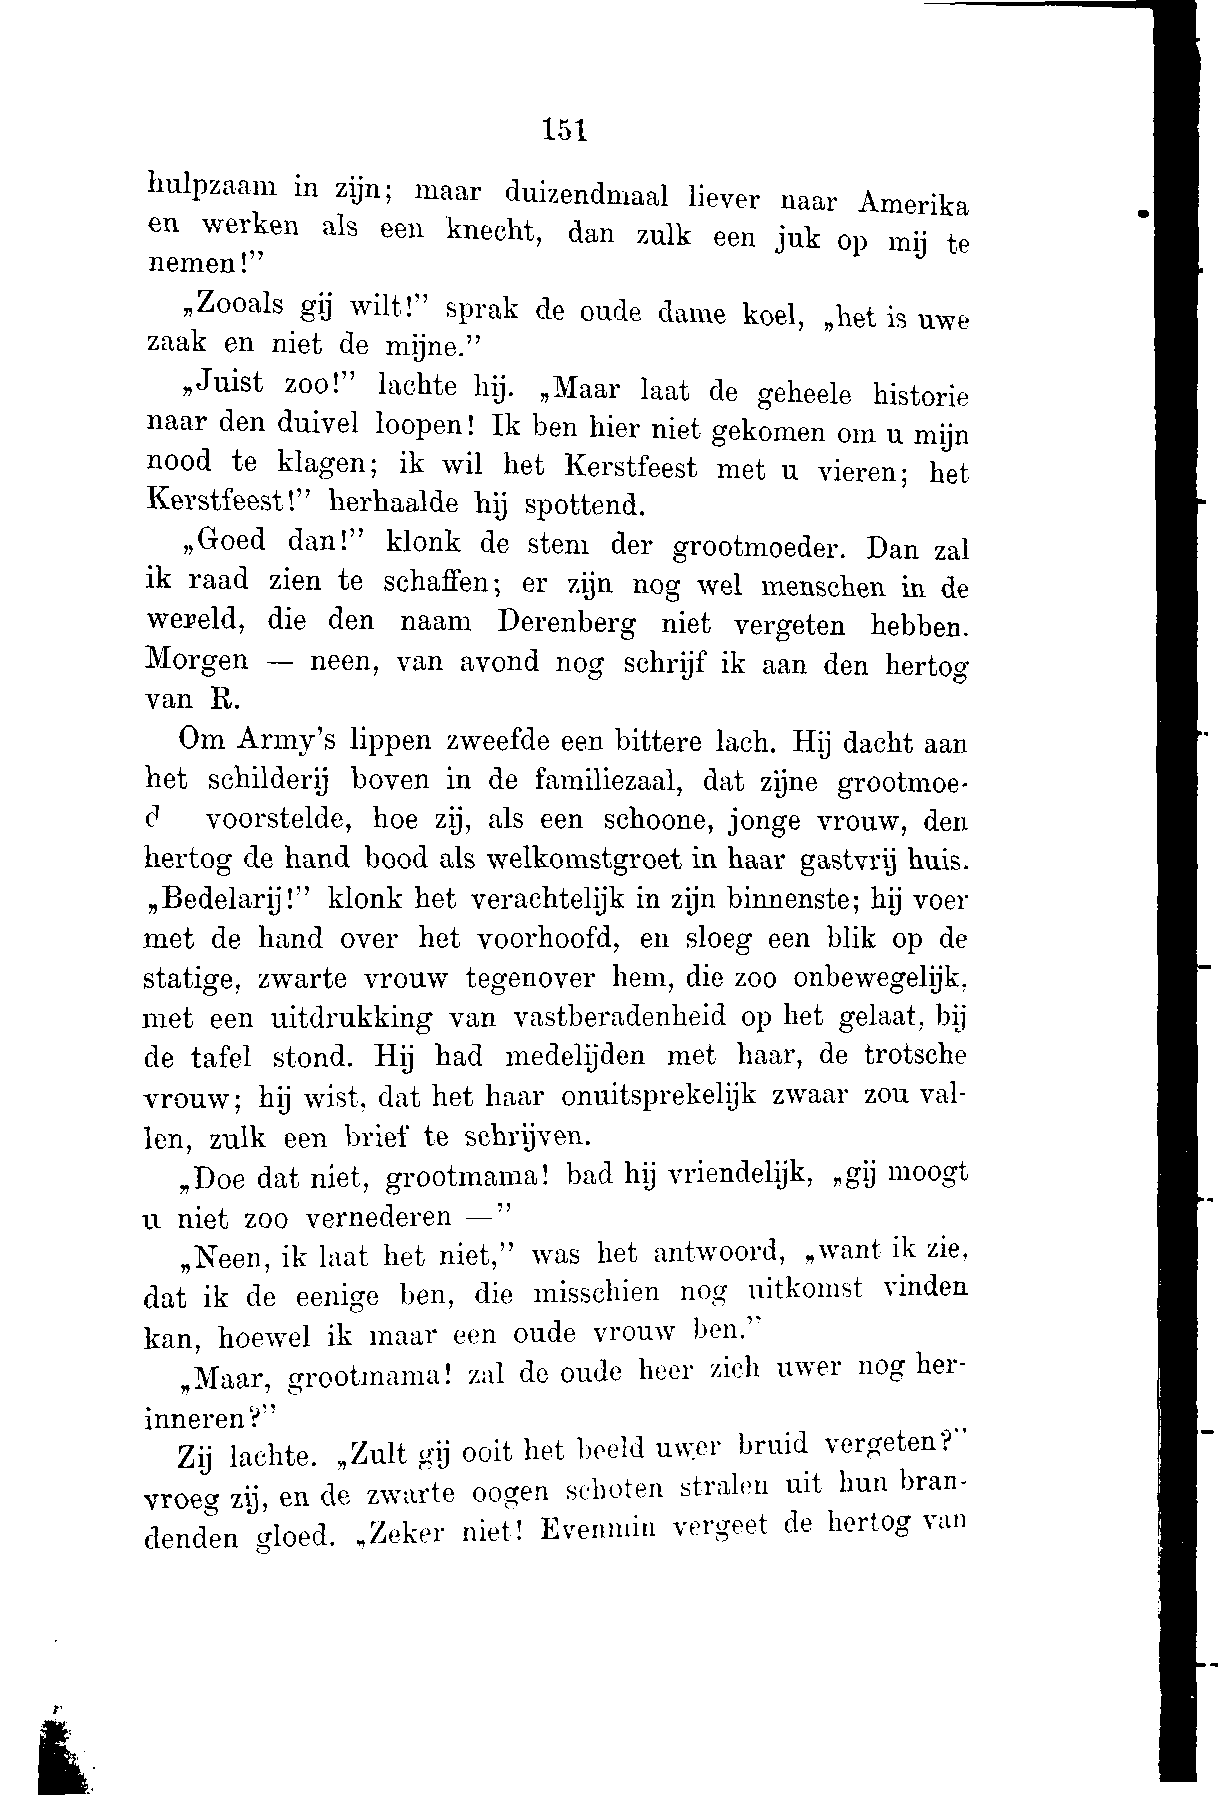 151
hulpzaam in zijn; maar duizendmaal liever naar Amerika
en werken als een knecht, dan zulk een juk op mij te
nemen!”
„Zooals gij wilt!” sprak de oude dame koel, „het is uwe
zaak en niet de mijne.”
„Juist zoo!” lachte hij. „Maar laat de geheele historie
naar den duivel loopen! Ik ben hier niet gekomen om u mijn
nood te klagen; ik wil het Kerstfeest met u vieren; het
Kerstfeest!” herhaalde hij spottend.
„Goed dan!” klonk de stem der grootmoeder. Dan zal
ik raad zien te schaffen; er zijn nog wel menschen in de
wereld, die den naam Derenberg niet vergeten hebben.
Morgen — neen, van avond nog schrijf ik aan den hertog
van R.
Om Army's lippen zweefde een bittere lach. Hij dacht aan
het schilderij boven in de familiezaal, dat zijne grootmoe-
d voorstelde, hoe zij, als een schoone, jonge vrouw, den
hertog de hand bood als welkomstgroet in haar gastvrij huis.
„Bedelarij!” klonk het verachtelijk in zijn binnenste; hij voer
met de hand over het voorhoofd, en sloeg een blik op de
statige, zwarte vrouw tegenover hem, die zoo onbewegelijk,
met een uitdrukking van vastberadenheid op het gelaat, bij
de tafel stond. Hij had medelijden met haar, de trotsche
vrouw; hij wist, dat het haar onuitsprekelijk zwaar zou val-
len, zulk een brief te schrijven.
„Doe dat niet, grootmama! bad hij vriendelijk, „gij moogt
u niet zoo vernederen —”
„Neen, ik laat het niet,” was het antwoord, „want ik zie,
dat ik de eenige ben, die misschien nog uitkomst vinden
kan, hoewel ik maar een oude vrouw ben.”
„Maar, grootmama! zal de oude heer zich uwer nog her-
inneren?”
Zij lachte. „Zult gij ooit het beeld uwer bruid vergeten?”
vroeg zij, en de zwarte oogen schoten stralen uit hun bran-
denden gloed. „Zeker niet! Evenmin vergeet de hertog van